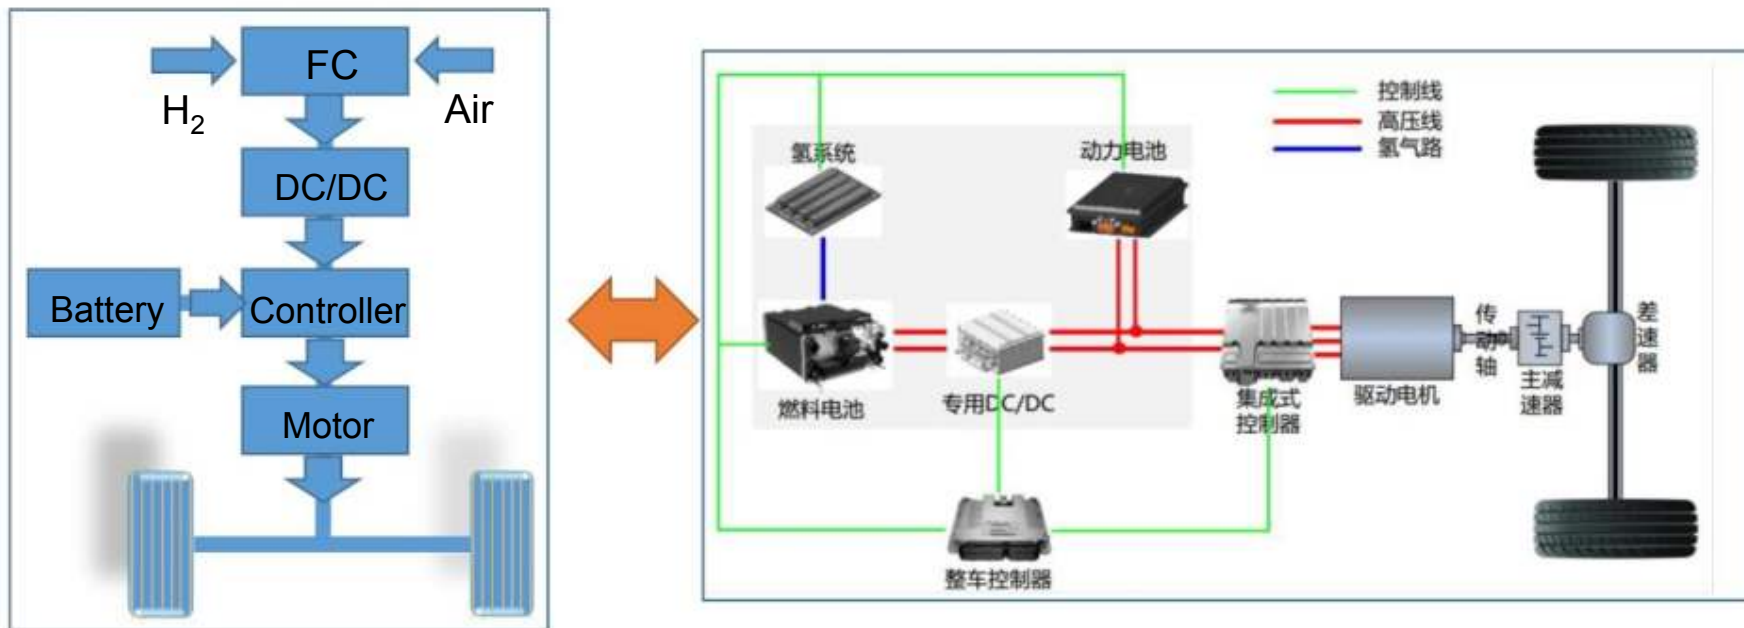 FC
H₂
Air
DC/DC
Battery
Controller
Motor
控制线
高压线
氢气路
氢系统
动力电池
燃料电池
专用DC/DC
集成式
控制器
驱动电机
传
动
轴
主减
速器
差
速
器
整车控制器